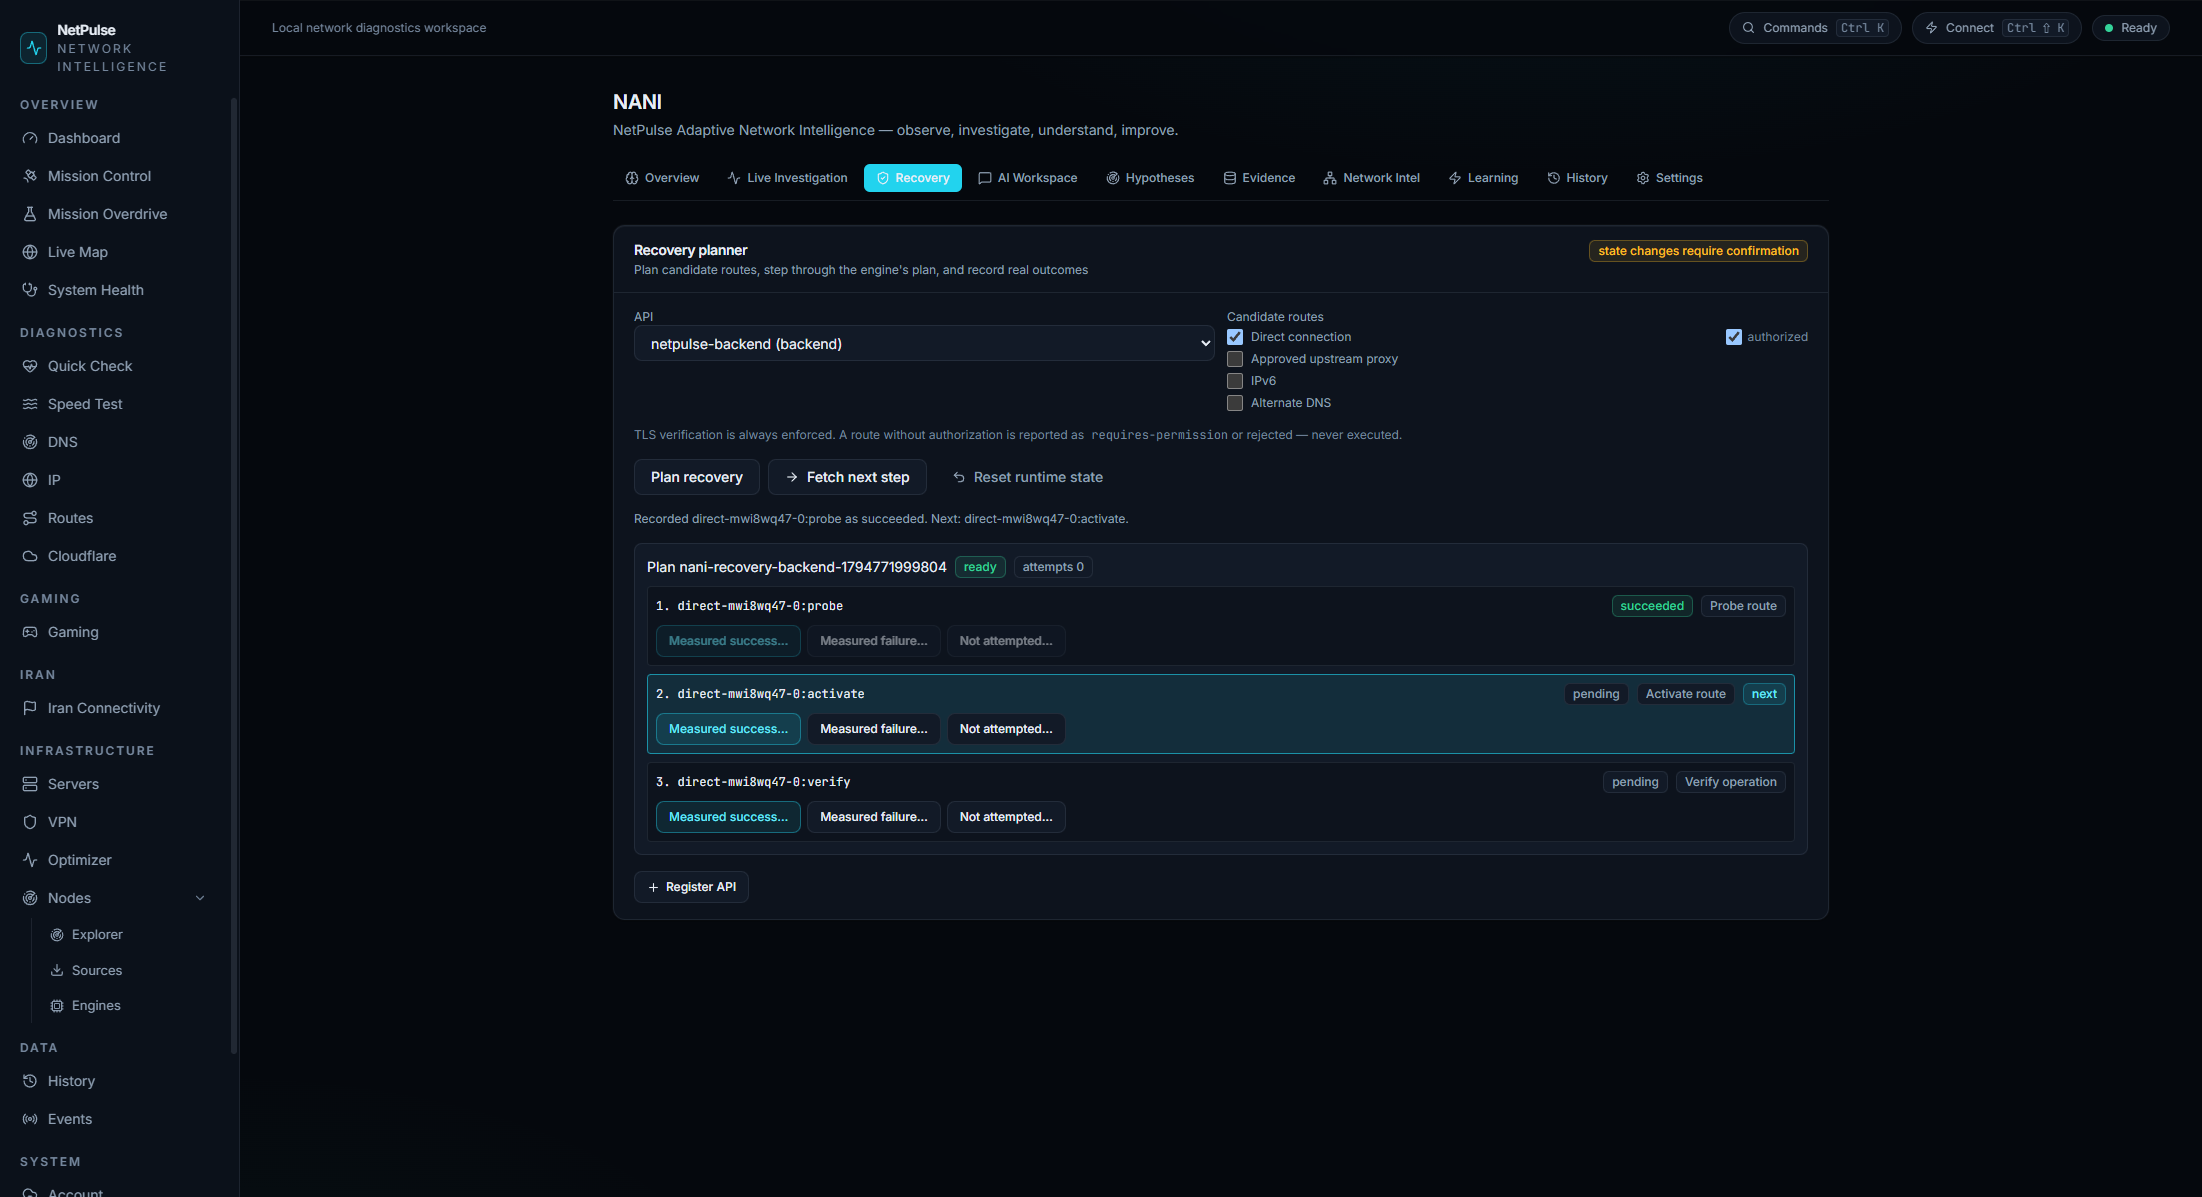 NetPulse
NETWORK
INTELLIGENCE
OVERVIEW
Dashboard
Mission Control
Mission Overdrive
Live Map
System Health
DIAGNOSTICS
Quick Check
Speed Test
DNS
IP
Routes
Cloudflare
GAMING
Gaming
IRAN
Iran Connectivity
INFRASTRUCTURE
Servers
VPN
Optimizer
Nodes
Explorer
Sources
Engines
DATA
History
Events
SYSTEM
Account
Local network diagnostics workspace
Commands Ctrl K
Connect Ctrl ⇧ K
Ready
NANI
NetPulse Adaptive Network Intelligence — observe, investigate, understand, improve.
Overview Live Investigation Recovery AI Workspace Hypotheses Evidence Network Intel Learning History Settings
Recovery planner
Plan candidate routes, step through the engine's plan, and record real outcomes
state changes require confirmation
API
netpulse-backend (backend)
Candidate routes
Direct connection authorized
Approved upstream proxy
IPv6
Alternate DNS
TLS verification is always enforced. A route without authorization is reported as requires-permission or rejected — never executed.
Plan recovery → Fetch next step Reset runtime state
Recorded direct-mwi8wq47-0:probe as succeeded. Next: direct-mwi8wq47-0:activate.
Plan nani-recovery-backend-1794771999804 ready attempts 0
1. direct-mwi8wq47-0:probe succeeded Probe route
Measured success... Measured failure... Not attempted...
2. direct-mwi8wq47-0:activate pending Activate route next
Measured success... Measured failure... Not attempted...
3. direct-mwi8wq47-0:verify pending Verify operation
Measured success... Measured failure... Not attempted...
+ Register API